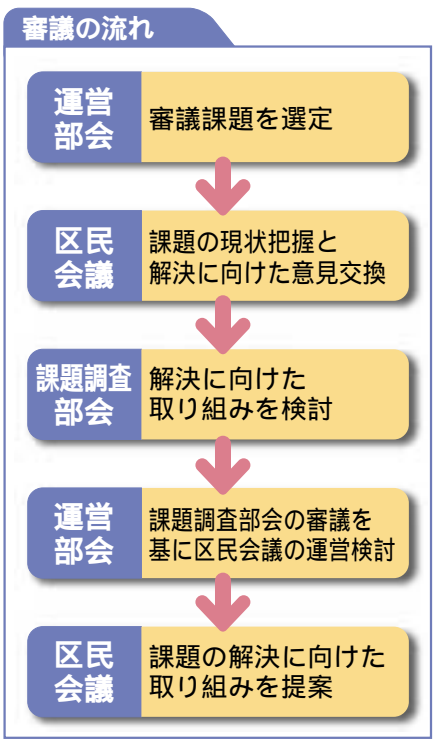 審議の流れ
運営
部会
審議課題を選定
区民
会議
課題の現状把握と
解決に向けた意見交換
課題調査
部会
解決に向けた
取り組みを検討
運営
部会
課題調査部会の審議を
基に区民会議の運営検討
区民
会議
課題の解決に向けた
取り組みを提案